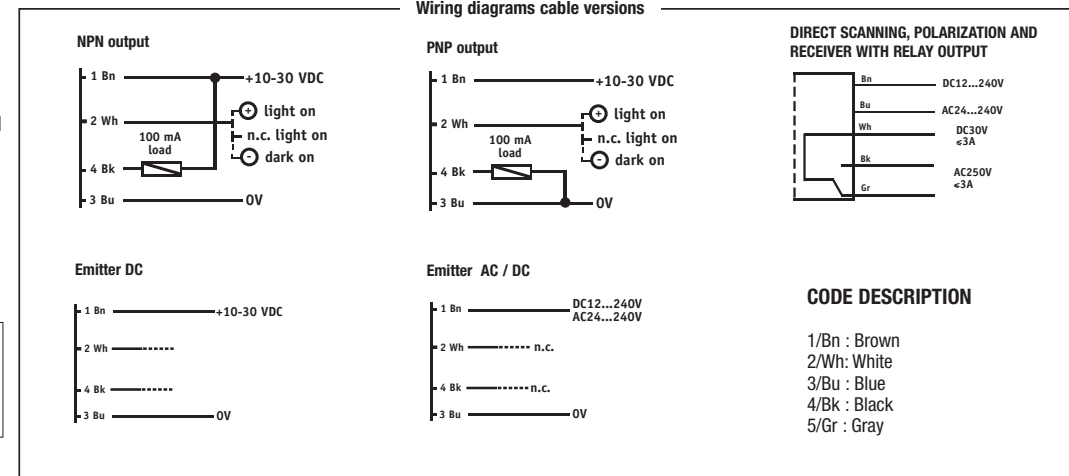 Wiring diagrams cable versions
NPN output
1 Bn
+10-30 VDC
+ light on
2 Wh
n.c. light on
100 mA
load
- dark on
4 Bk
3 Bu
0V
PNP output
1 Bn
+10-30 VDC
+ light on
2 Wh
n.c. light on
100 mA
load
- dark on
4 Bk
3 Bu
0V
DIRECT SCANNING, POLARIZATION AND
RECEIVER WITH RELAY OUTPUT
Bn
DC12...240V
Bu
AC24...240V
Wh
DC30V
≤3A
Bk
AC250V
≤3A
Gr
Emitter DC
1 Bn
+10-30 VDC
2 Wh
4 Bk
3 Bu
0V
Emitter AC / DC
1 Bn
DC12...240V
AC24...240V
2 Wh
n.c.
4 Bk
n.c.
3 Bu
0V
CODE DESCRIPTION
1/Bn : Brown
2/Wh: White
3/Bu : Blue
4/Bk : Black
5/Gr : Gray